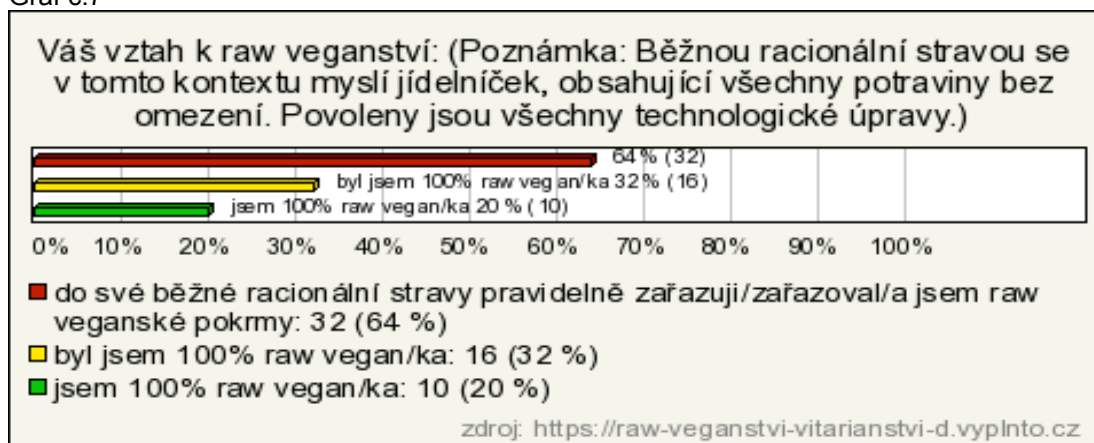 Graf č.7
Váš vztah k raw veganství: (Poznámka: Běžnou racionální stravou se
v tomto kontextu myslí jídelníček, obsahující všechny potraviny bez
omezení. Povoleny jsou všechny technologické úpravy.)
64 % (32)
byl jsem 100% raw vegan/ka 32 % (16)
jsem 100% raw vegan/ka 20 % (10)
0% 10% 20% 30% 40% 50% 60% 70% 80% 90% 100%
do své běžné racionální stravy pravidelně zařazuji/zařazoval/a jsem raw
veganské pokrmy: 32 (64 %)
byl jsem 100% raw vegan/ka: 16 (32 %)
jsem 100% raw vegan/ka: 10 (20 %)
zdroj: https://raw-veganstvi-vitarianstvi-d.vyplnto.cz